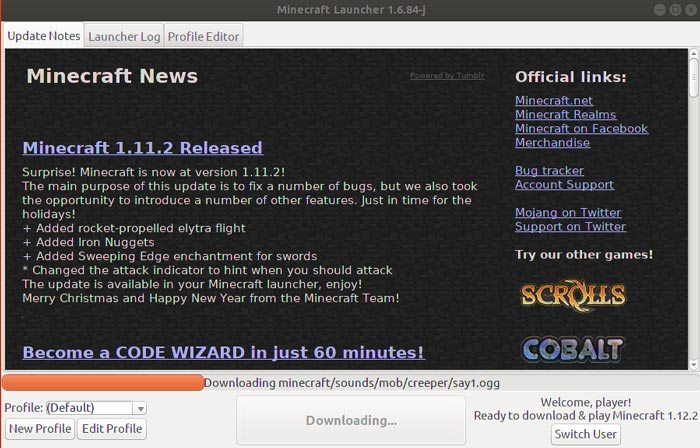 Minecraft Launcher 1.6.84-j
Update Notes Launcher Log Profile Editor
Minecraft News
Powered by Tumblr
Minecraft 1.11.2 Released
Surprise! Minecraft is now at version 1.11.2!
The main purpose of this update is to fix a number of bugs, but we also took
the opportunity to introduce a number of other features. Just in time for the
holidays!
+ Added rocket-propelled elytra flight
+ Added Iron Nuggets
+ Added Sweeping Edge enchantment for swords
* Changed the attack indicator to hint when you should attack
The update is available in your Minecraft launcher, enjoy!
Merry Christmas and Happy New Year from the Minecraft Team!
Become a CODE WIZARD in just 60 minutes!
Official links:
Minecraft.net
Minecraft Realms
Minecraft on Facebook
Merchandise
Bug tracker
Account Support
Mojang on Twitter
Support on Twitter
Try our other games!
SCROLLS
COBALT
Downloading minecraft/sounds/mob/creeper/say1.ogg
Profile: (Default)
New Profile Edit Profile
Downloading...
Welcome, player!
Ready to download & play Minecraft 1.12.2
Switch User